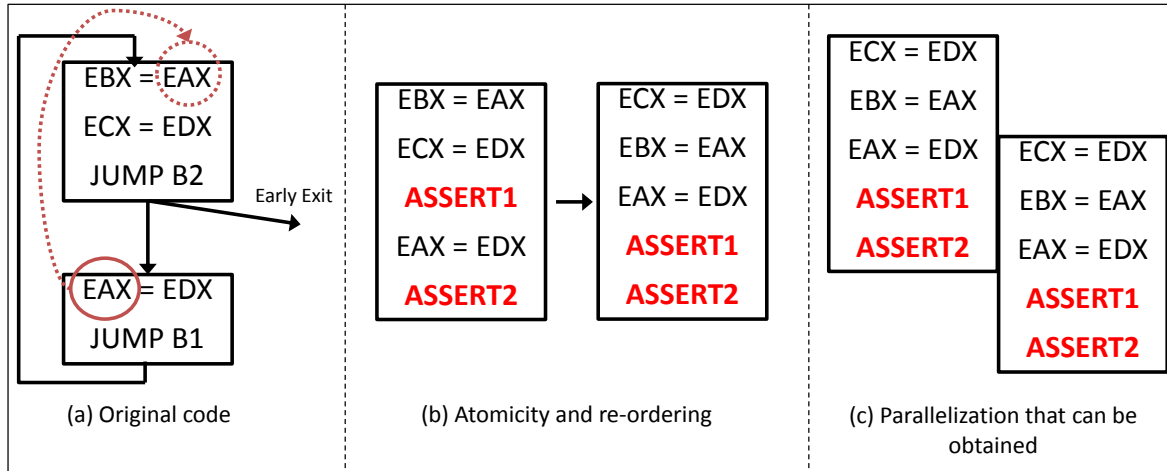 EBX = EAX
ECX = EDX
JUMP B2
Early Exit
EAX = EDX
JUMP B1
(a) Original code
EBX = EAX
ECX = EDX
ASSERT1
EAX = EDX
ASSERT2
ECX = EDX
EBX = EAX
EAX = EDX
ASSERT1
ASSERT2
(b) Atomicity and re-ordering
ECX = EDX
EBX = EAX
EAX = EDX
ASSERT1
ASSERT2
ECX = EDX
EBX = EAX
EAX = EDX
ASSERT1
ASSERT2
(c) Parallelization that can be
obtained